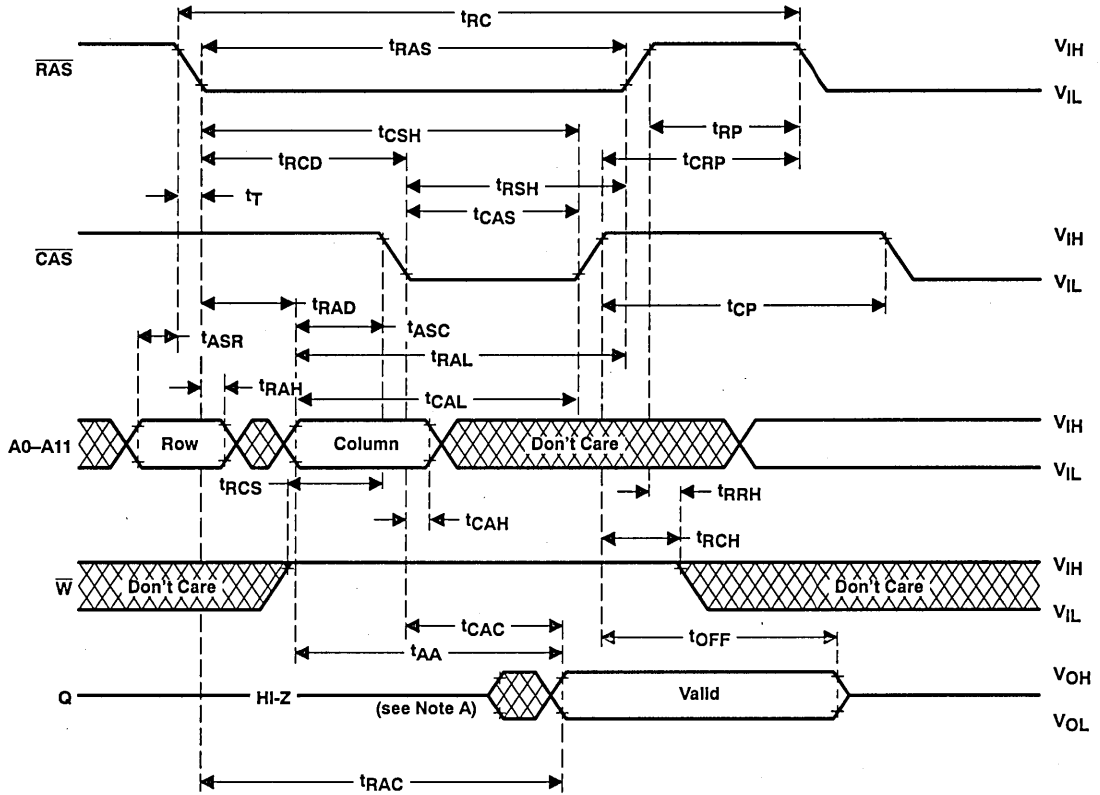 tRC
tRAS
R̅A̅S̅
VIH
VIL
tRP
tCSH
tRCD
tCRP
tRSH
tT
tCAS
C̅A̅S̅
VIH
VIL
tRAD
tCP
tASC
tASR
tRAL
tRAH
tCAL
A0–A11
Row
Column
Don't Care
VIH
VIL
tRCS
tRRH
tCAH
tRCH
W̅
Don't Care
Don't Care
VIH
VIL
tCAC
tOFF
tAA
Q
HI-Z
(see Note A)
Valid
VOH
VOL
tRAC